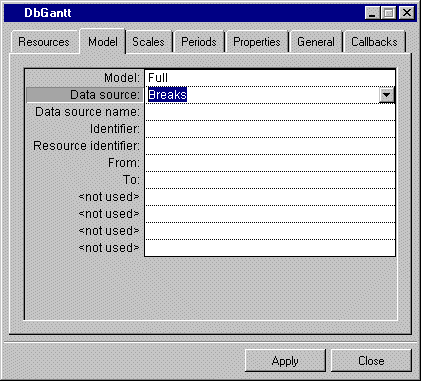 DbGantt
Resources Model Scales Periods Properties General Callbacks
Model: Full
Data source: Breaks
Data source name:
Identifier:
Resource identifier:
From:
To:
<not used>
<not used>
<not used>
<not used>
Apply Close